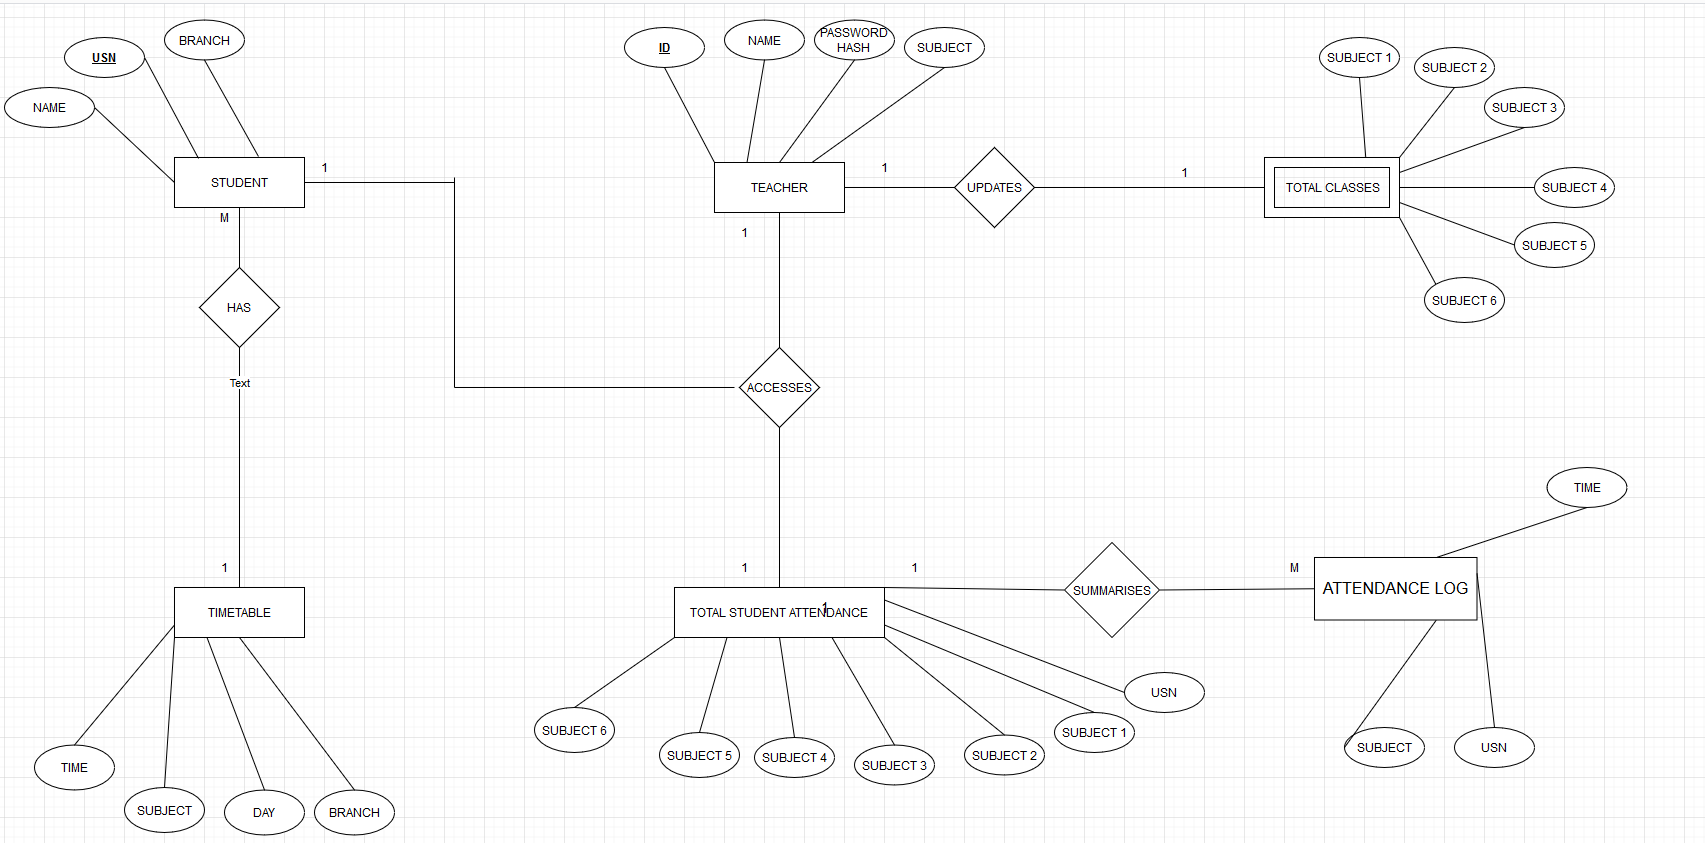 BRANCH
USN
NAME
STUDENT
1
M
HAS
Text
1
TIMETABLE
TIME
SUBJECT
DAY
BRANCH
ID
NAME
PASSWORD
HASH
SUBJECT
TEACHER
1
1
UPDATES
1
TOTAL CLASSES
SUBJECT 1
SUBJECT 2
SUBJECT 3
SUBJECT 4
SUBJECT 5
SUBJECT 6
ACCESSES
1
1
TOTAL STUDENT ATTENDANCE
1
SUBJECT 6
SUBJECT 5
SUBJECT 4
SUBJECT 3
SUBJECT 2
SUBJECT 1
USN
SUMMARISES
M
ATTENDANCE LOG
TIME
SUBJECT
USN